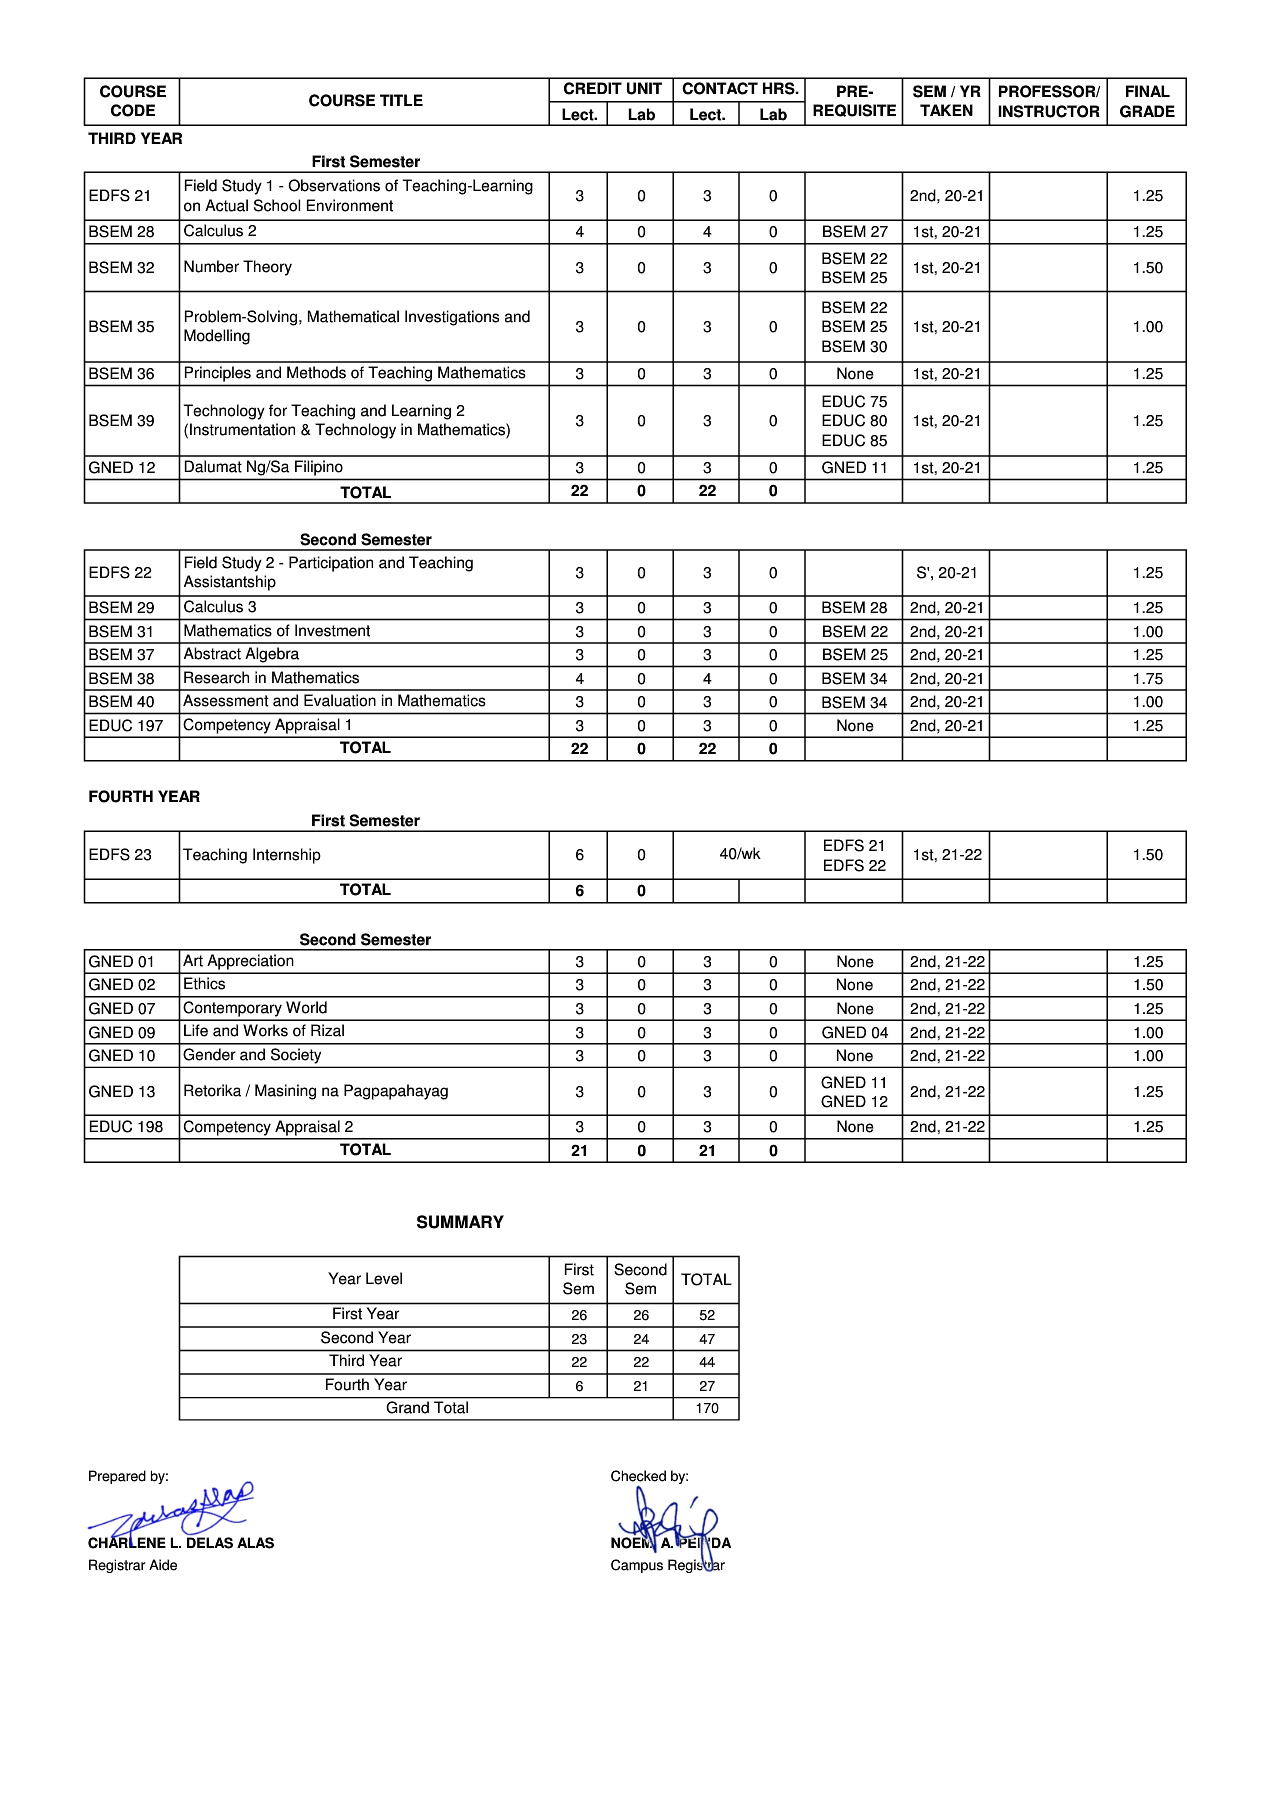 COURSE CODE | COURSE TITLE | CREDIT UNIT | CONTACT HRS. | PRE-REQUISITE | SEM / YR TAKEN | PROFESSOR/ INSTRUCTOR | FINAL GRADE
Lect. | Lab | Lect. | Lab
THIRD YEAR
First Semester
EDFS 21 | Field Study 1 - Observations of Teaching-Learning on Actual School Environment | 3 | 0 | 3 | 0 | | 2nd, 20-21 | | 1.25
BSEM 28 | Calculus 2 | 4 | 0 | 4 | 0 | BSEM 27 | 1st, 20-21 | | 1.25
BSEM 32 | Number Theory | 3 | 0 | 3 | 0 | BSEM 22 BSEM 25 | 1st, 20-21 | | 1.50
BSEM 35 | Problem-Solving, Mathematical Investigations and Modelling | 3 | 0 | 3 | 0 | BSEM 22 BSEM 25 BSEM 30 | 1st, 20-21 | | 1.00
BSEM 36 | Principles and Methods of Teaching Mathematics | 3 | 0 | 3 | 0 | None | 1st, 20-21 | | 1.25
BSEM 39 | Technology for Teaching and Learning 2 (Instrumentation & Technology in Mathematics) | 3 | 0 | 3 | 0 | EDUC 75 EDUC 80 EDUC 85 | 1st, 20-21 | | 1.25
GNED 12 | Dalumat Ng/Sa Filipino | 3 | 0 | 3 | 0 | GNED 11 | 1st, 20-21 | | 1.25
TOTAL | 22 | 0 | 22 | 0
Second Semester
EDFS 22 | Field Study 2 - Participation and Teaching Assistantship | 3 | 0 | 3 | 0 | | S', 20-21 | | 1.25
BSEM 29 | Calculus 3 | 3 | 0 | 3 | 0 | BSEM 28 | 2nd, 20-21 | | 1.25
BSEM 31 | Mathematics of Investment | 3 | 0 | 3 | 0 | BSEM 22 | 2nd, 20-21 | | 1.00
BSEM 37 | Abstract Algebra | 3 | 0 | 3 | 0 | BSEM 25 | 2nd, 20-21 | | 1.25
BSEM 38 | Research in Mathematics | 4 | 0 | 4 | 0 | BSEM 34 | 2nd, 20-21 | | 1.75
BSEM 40 | Assessment and Evaluation in Mathematics | 3 | 0 | 3 | 0 | BSEM 34 | 2nd, 20-21 | | 1.00
EDUC 197 | Competency Appraisal 1 | 3 | 0 | 3 | 0 | None | 2nd, 20-21 | | 1.25
TOTAL | 22 | 0 | 22 | 0
FOURTH YEAR
First Semester
EDFS 23 | Teaching Internship | 6 | 0 | 40/wk | EDFS 21 EDFS 22 | 1st, 21-22 | | 1.50
TOTAL | 6 | 0
Second Semester
GNED 01 | Art Appreciation | 3 | 0 | 3 | 0 | None | 2nd, 21-22 | | 1.25
GNED 02 | Ethics | 3 | 0 | 3 | 0 | None | 2nd, 21-22 | | 1.50
GNED 07 | Contemporary World | 3 | 0 | 3 | 0 | None | 2nd, 21-22 | | 1.25
GNED 09 | Life and Works of Rizal | 3 | 0 | 3 | 0 | GNED 04 | 2nd, 21-22 | | 1.00
GNED 10 | Gender and Society | 3 | 0 | 3 | 0 | None | 2nd, 21-22 | | 1.00
GNED 13 | Retorika / Masining na Pagpapahayag | 3 | 0 | 3 | 0 | GNED 11 GNED 12 | 2nd, 21-22 | | 1.25
EDUC 198 | Competency Appraisal 2 | 3 | 0 | 3 | 0 | None | 2nd, 21-22 | | 1.25
TOTAL | 21 | 0 | 21 | 0
SUMMARY
Year Level | First Sem | Second Sem | TOTAL
First Year | 26 | 26 | 52
Second Year | 23 | 24 | 47
Third Year | 22 | 22 | 44
Fourth Year | 6 | 21 | 27
Grand Total | 170
Prepared by: | Checked by:
CHARLENE L. DELAS ALAS | A.
Registrar Aide | Campus Registrar